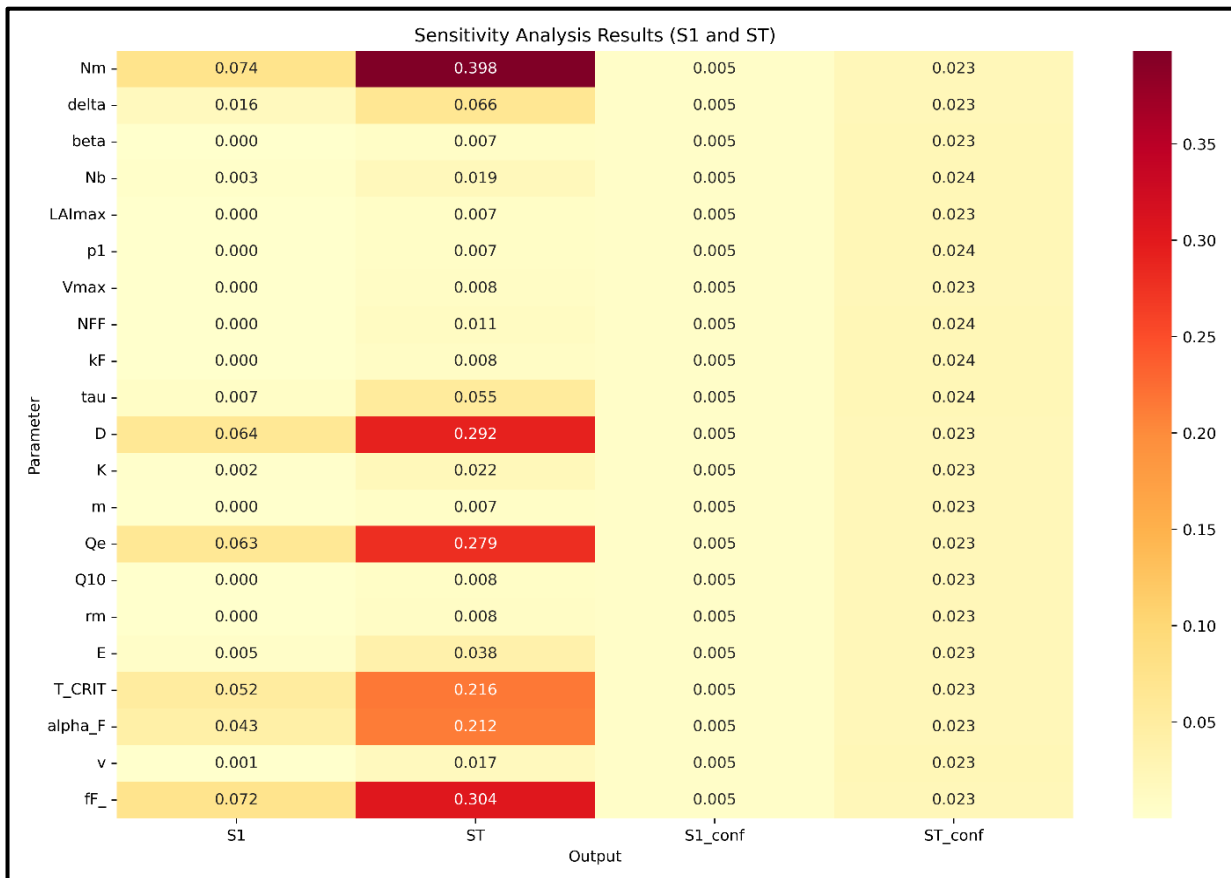 Sensitivity Analysis Results (S1 and ST)
Nm 0.074 0.398 0.005 0.023
delta 0.016 0.066 0.005 0.023
beta 0.000 0.007 0.005 0.023
Nb 0.003 0.019 0.005 0.024
LAImax 0.000 0.007 0.005 0.023
p1 0.000 0.007 0.005 0.024
Vmax 0.000 0.008 0.005 0.023
NFF 0.000 0.011 0.005 0.024
kF 0.000 0.008 0.005 0.024
tau 0.007 0.055 0.005 0.024
D 0.064 0.292 0.005 0.023
K 0.002 0.022 0.005 0.023
m 0.000 0.007 0.005 0.023
Qe 0.063 0.279 0.005 0.023
Q10 0.000 0.008 0.005 0.023
rm 0.000 0.008 0.005 0.023
E 0.005 0.038 0.005 0.023
T_CRIT 0.052 0.216 0.005 0.023
alpha_F 0.043 0.212 0.005 0.023
v 0.001 0.017 0.005 0.023
fF_ 0.072 0.304 0.005 0.023
S1 ST S1_conf ST_conf
Output
Parameter
0.35
0.30
0.25
0.20
0.15
0.10
0.05